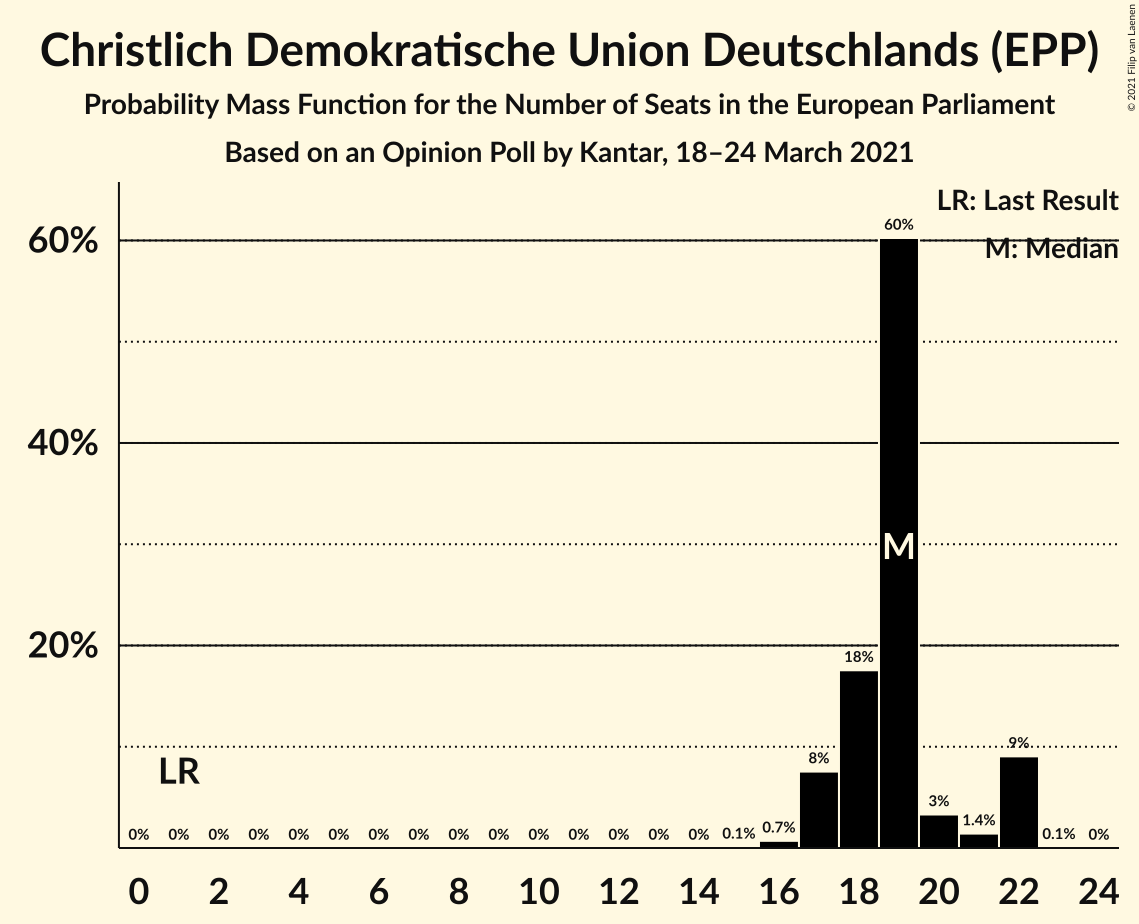 Christlich Demokratische Union Deutschlands (EPP)
Probability Mass Function for the Number of Seats in the European Parliament
Based on an Opinion Poll by Kantar, 18–24 March 2021
© 2021 Filip van Laenen
LR: Last Result
M: Median
60%
40%
20%
LR
M
0% 0% 0% 0% 0% 0% 0% 0% 0% 0% 0% 0% 0% 0% 0% 0.1% 0.7% 8% 18% 60% 3% 1.4% 9% 0.1% 0%
0 2 4 6 8 10 12 14 16 18 20 22 24